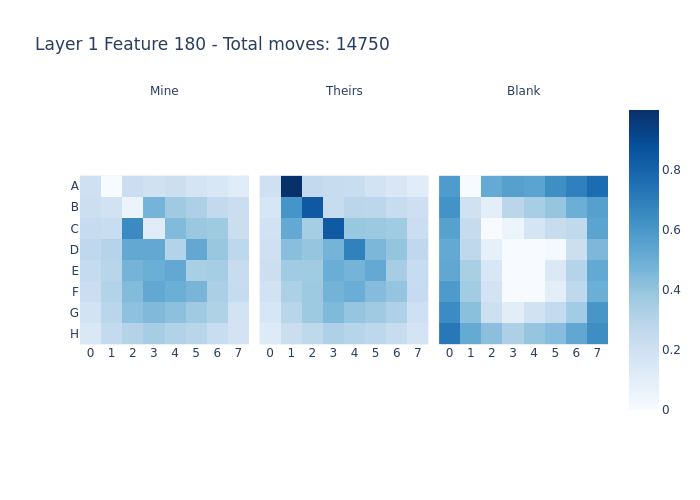 Layer 1 Feature 180 - Total moves: 14750
Mine Theirs Blank
A
B
C
D
E
F
G
H
0 1 2 3 4 5 6 7 0 1 2 3 4 5 6 7 0 1 2 3 4 5 6 7
0.8
0.6
0.4
0.2
0